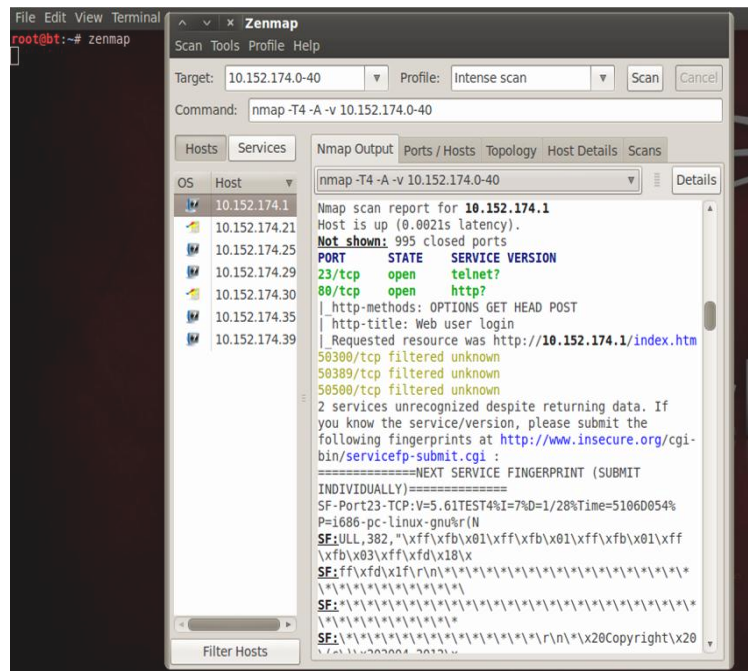 File Edit View Terminal
root@bt:~# zenmap
Zenmap
Scan Tools Profile Help
Target: 10.152.174.0-40 Profile: Intense scan Scan Cancel
Command: nmap -T4 -A -v 10.152.174.0-40
Hosts Services
OS Host
10.152.174.1
10.152.174.21
10.152.174.25
10.152.174.29
10.152.174.30
10.152.174.35
10.152.174.39
Filter Hosts
Nmap Output Ports / Hosts Topology Host Details Scans
nmap -T4 -A -v 10.152.174.0-40 Details
Nmap scan report for 10.152.174.1
Host is up (0.0021s latency).
Not shown: 995 closed ports
PORT STATE SERVICE VERSION
23/tcp open telnet?
80/tcp open http?
|_http-methods: OPTIONS GET HEAD POST
| http-title: Web user login
|_Requested resource was http://10.152.174.1/index.htm
50300/tcp filtered unknown
50389/tcp filtered unknown
50500/tcp filtered unknown
2 services unrecognized despite returning data. If
you know the service/version, please submit the
following fingerprints at http://www.insecure.org/cgi-
bin/servicefp-submit.cgi :
==============NEXT SERVICE FINGERPRINT (SUBMIT
INDIVIDUALLY)==============
SF-Port23-TCP:V=5.61TEST4%I=7%D=1/28%Time=5106D054%
P=i686-pc-linux-gnu%r(N
SF:ULL,382,"\xff\xfb\x01\xff\xfb\x01\xff\xfb\x01\xff
\xfb\x03\xff\xfd\x18\x
SF:ff\xfd\x1f\r\n\*\*\*\*\*\*\*\*\*\*\*\*\*\*\*\*\*
\*\*\*\*\*\*\*\*\*\*\
SF:*\*\*\*\*\*\*\*\*\*\*\*\*\*\*\*\*\*\*\*\*\*\*\*\*
\*\*\*\*\*\*\*\*\*\*
SF:\*\*\*\*\*\*\*\*\*\*\*\*\*\*\*\*\r\n\*\x20Copyright\x20